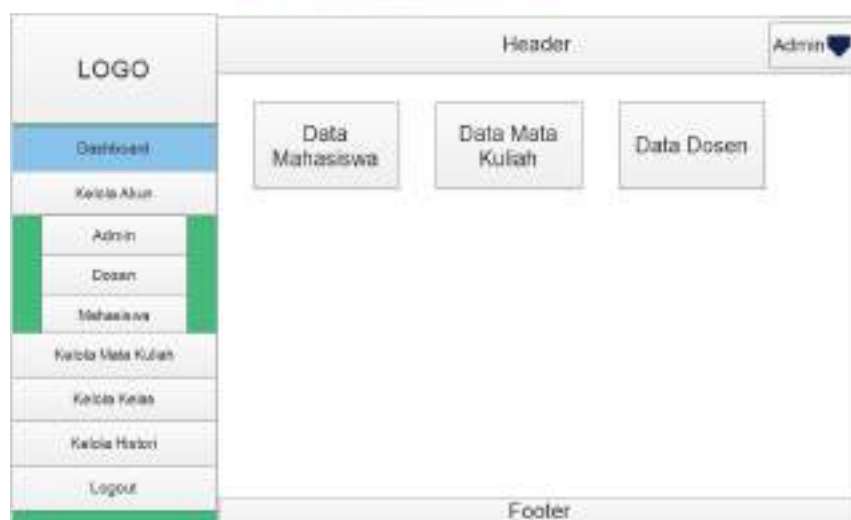 LOGO
Header
Admin
Dashboard
Kelola Akun
Admin
Dosen
Mahasiswa
Kelola Mata Kuliah
Kelola Kelas
Kelola Histori
Logout
Data
Mahasiswa
Data Mata
Kuliah
Data Dosen
Footer